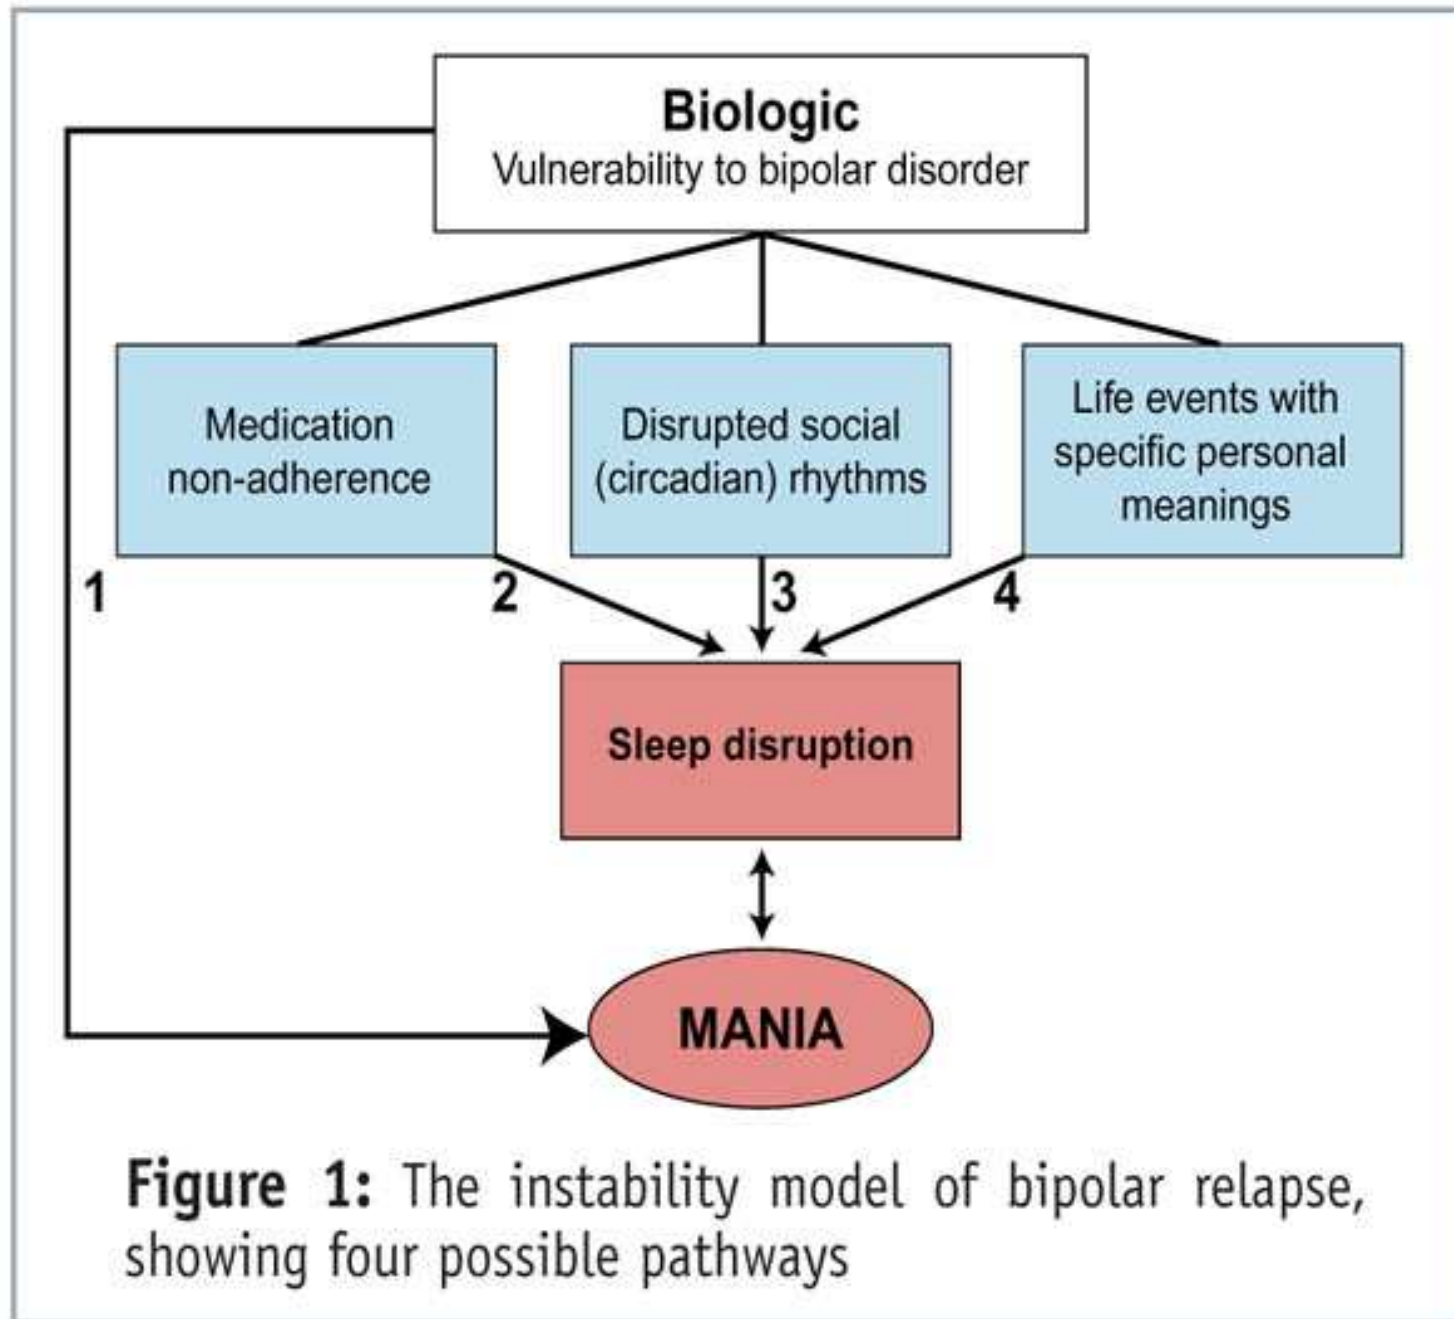 Biologic
Vulnerability to bipolar disorder
Medication
non-adherence
Disrupted social
(circadian) rhythms
Life events with
specific personal
meanings
1
2
3
4
Sleep disruption
MANIA
Figure 1: The instability model of bipolar relapse,
showing four possible pathways